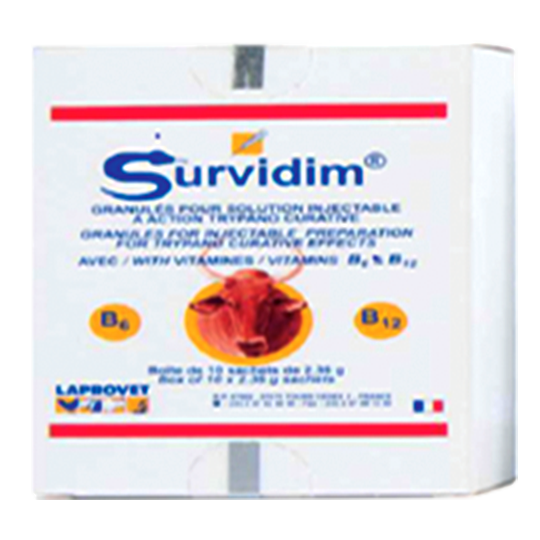 Survidim®
GRANULÉS POUR SOLUTION INJECTABLE
A ACTION TRYPANO CURATIVE
GRANULES FOR INJECTABLE PREPARATION
FOR TRYPANO CURATIVE EFFECTS
AVEC / WITH VITAMINES / VITAMINS B6 & B12
B6
B12
Boîte de 10 sachets de 2.36 g
Box of 10 x 2.36 g sachets
LAPROVET